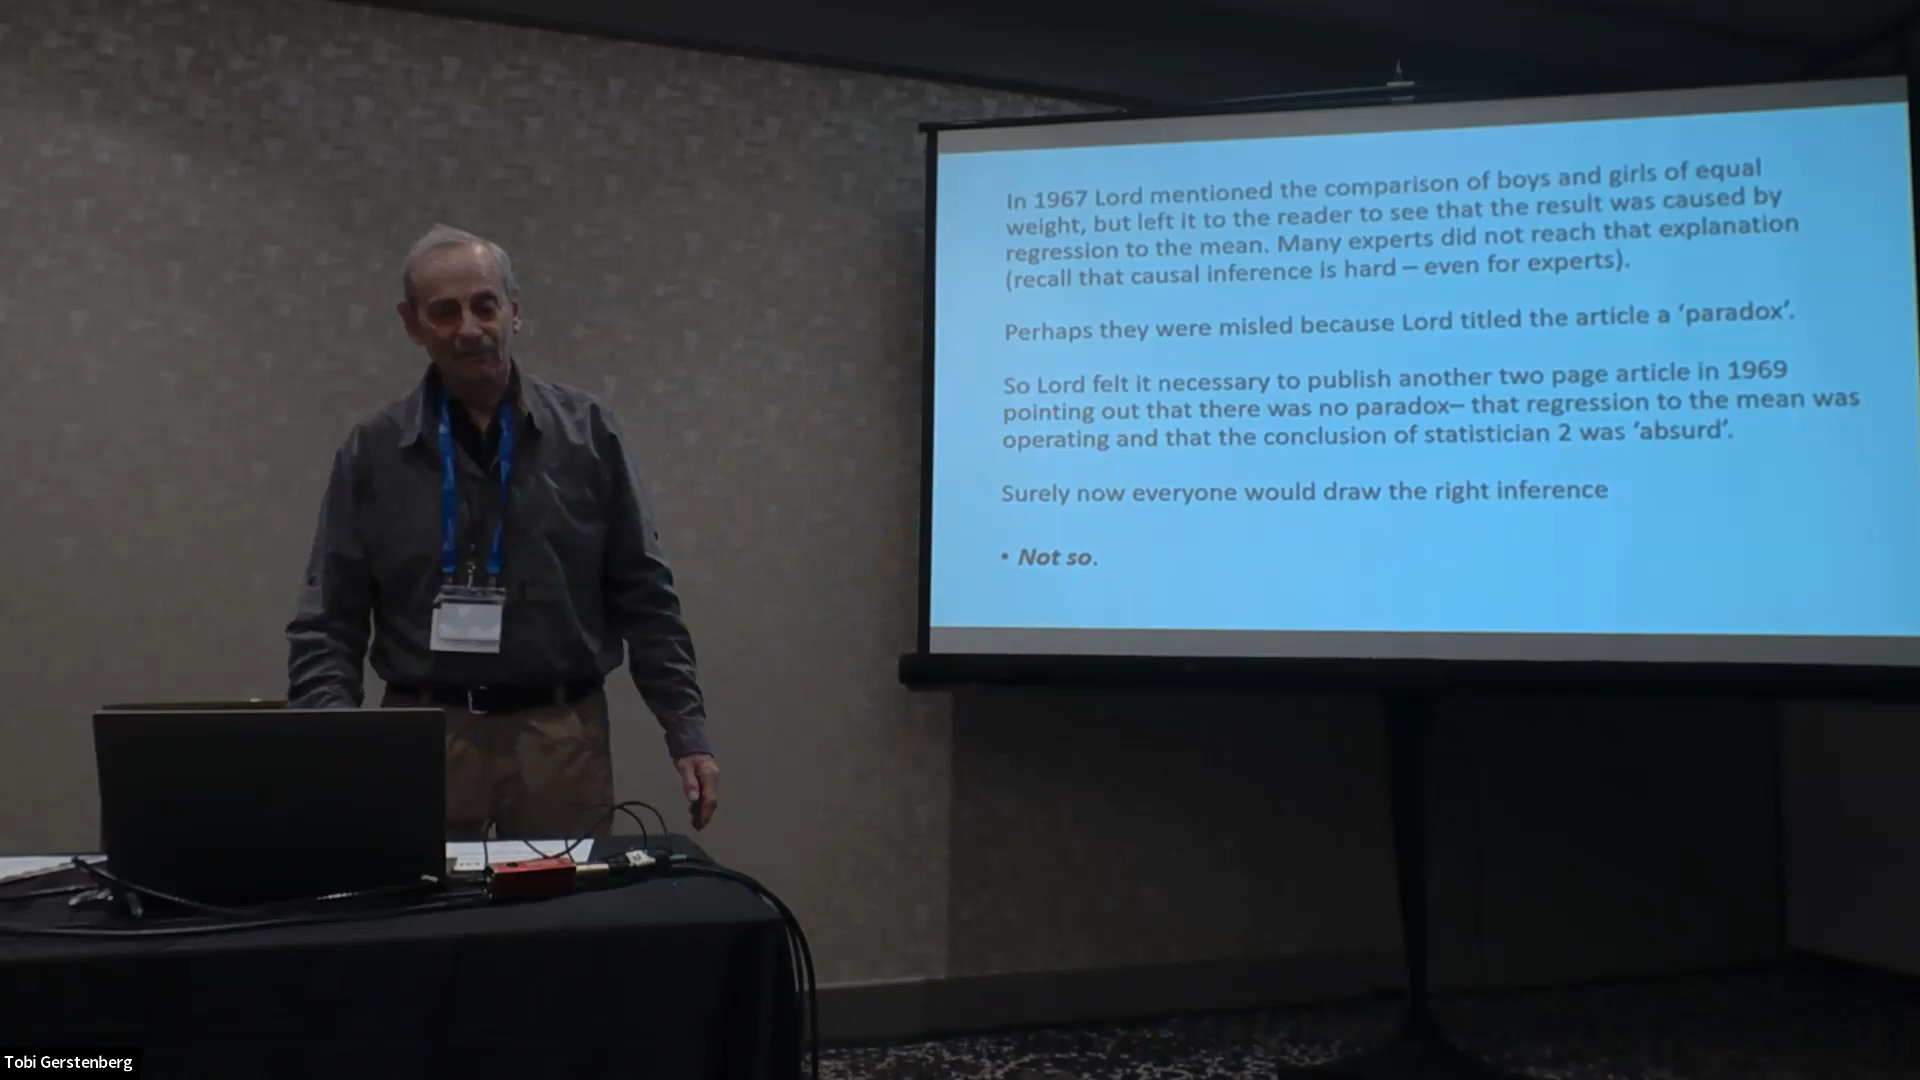 In 1967 Lord mentioned the comparison of boys and girls of equal
weight, but left it to the reader to see that the result was caused by
regression to the mean. Many experts did not reach that explanation
(recall that causal inference is hard – even for experts).
Perhaps they were misled because Lord titled the article a ‘paradox’.
So Lord felt it necessary to publish another two page article in 1969
pointing out that there was no paradox– that regression to the mean was
operating and that the conclusion of statistician 2 was ‘absurd’.
Surely now everyone would draw the right inference
• Not so.
Tobi Gerstenberg